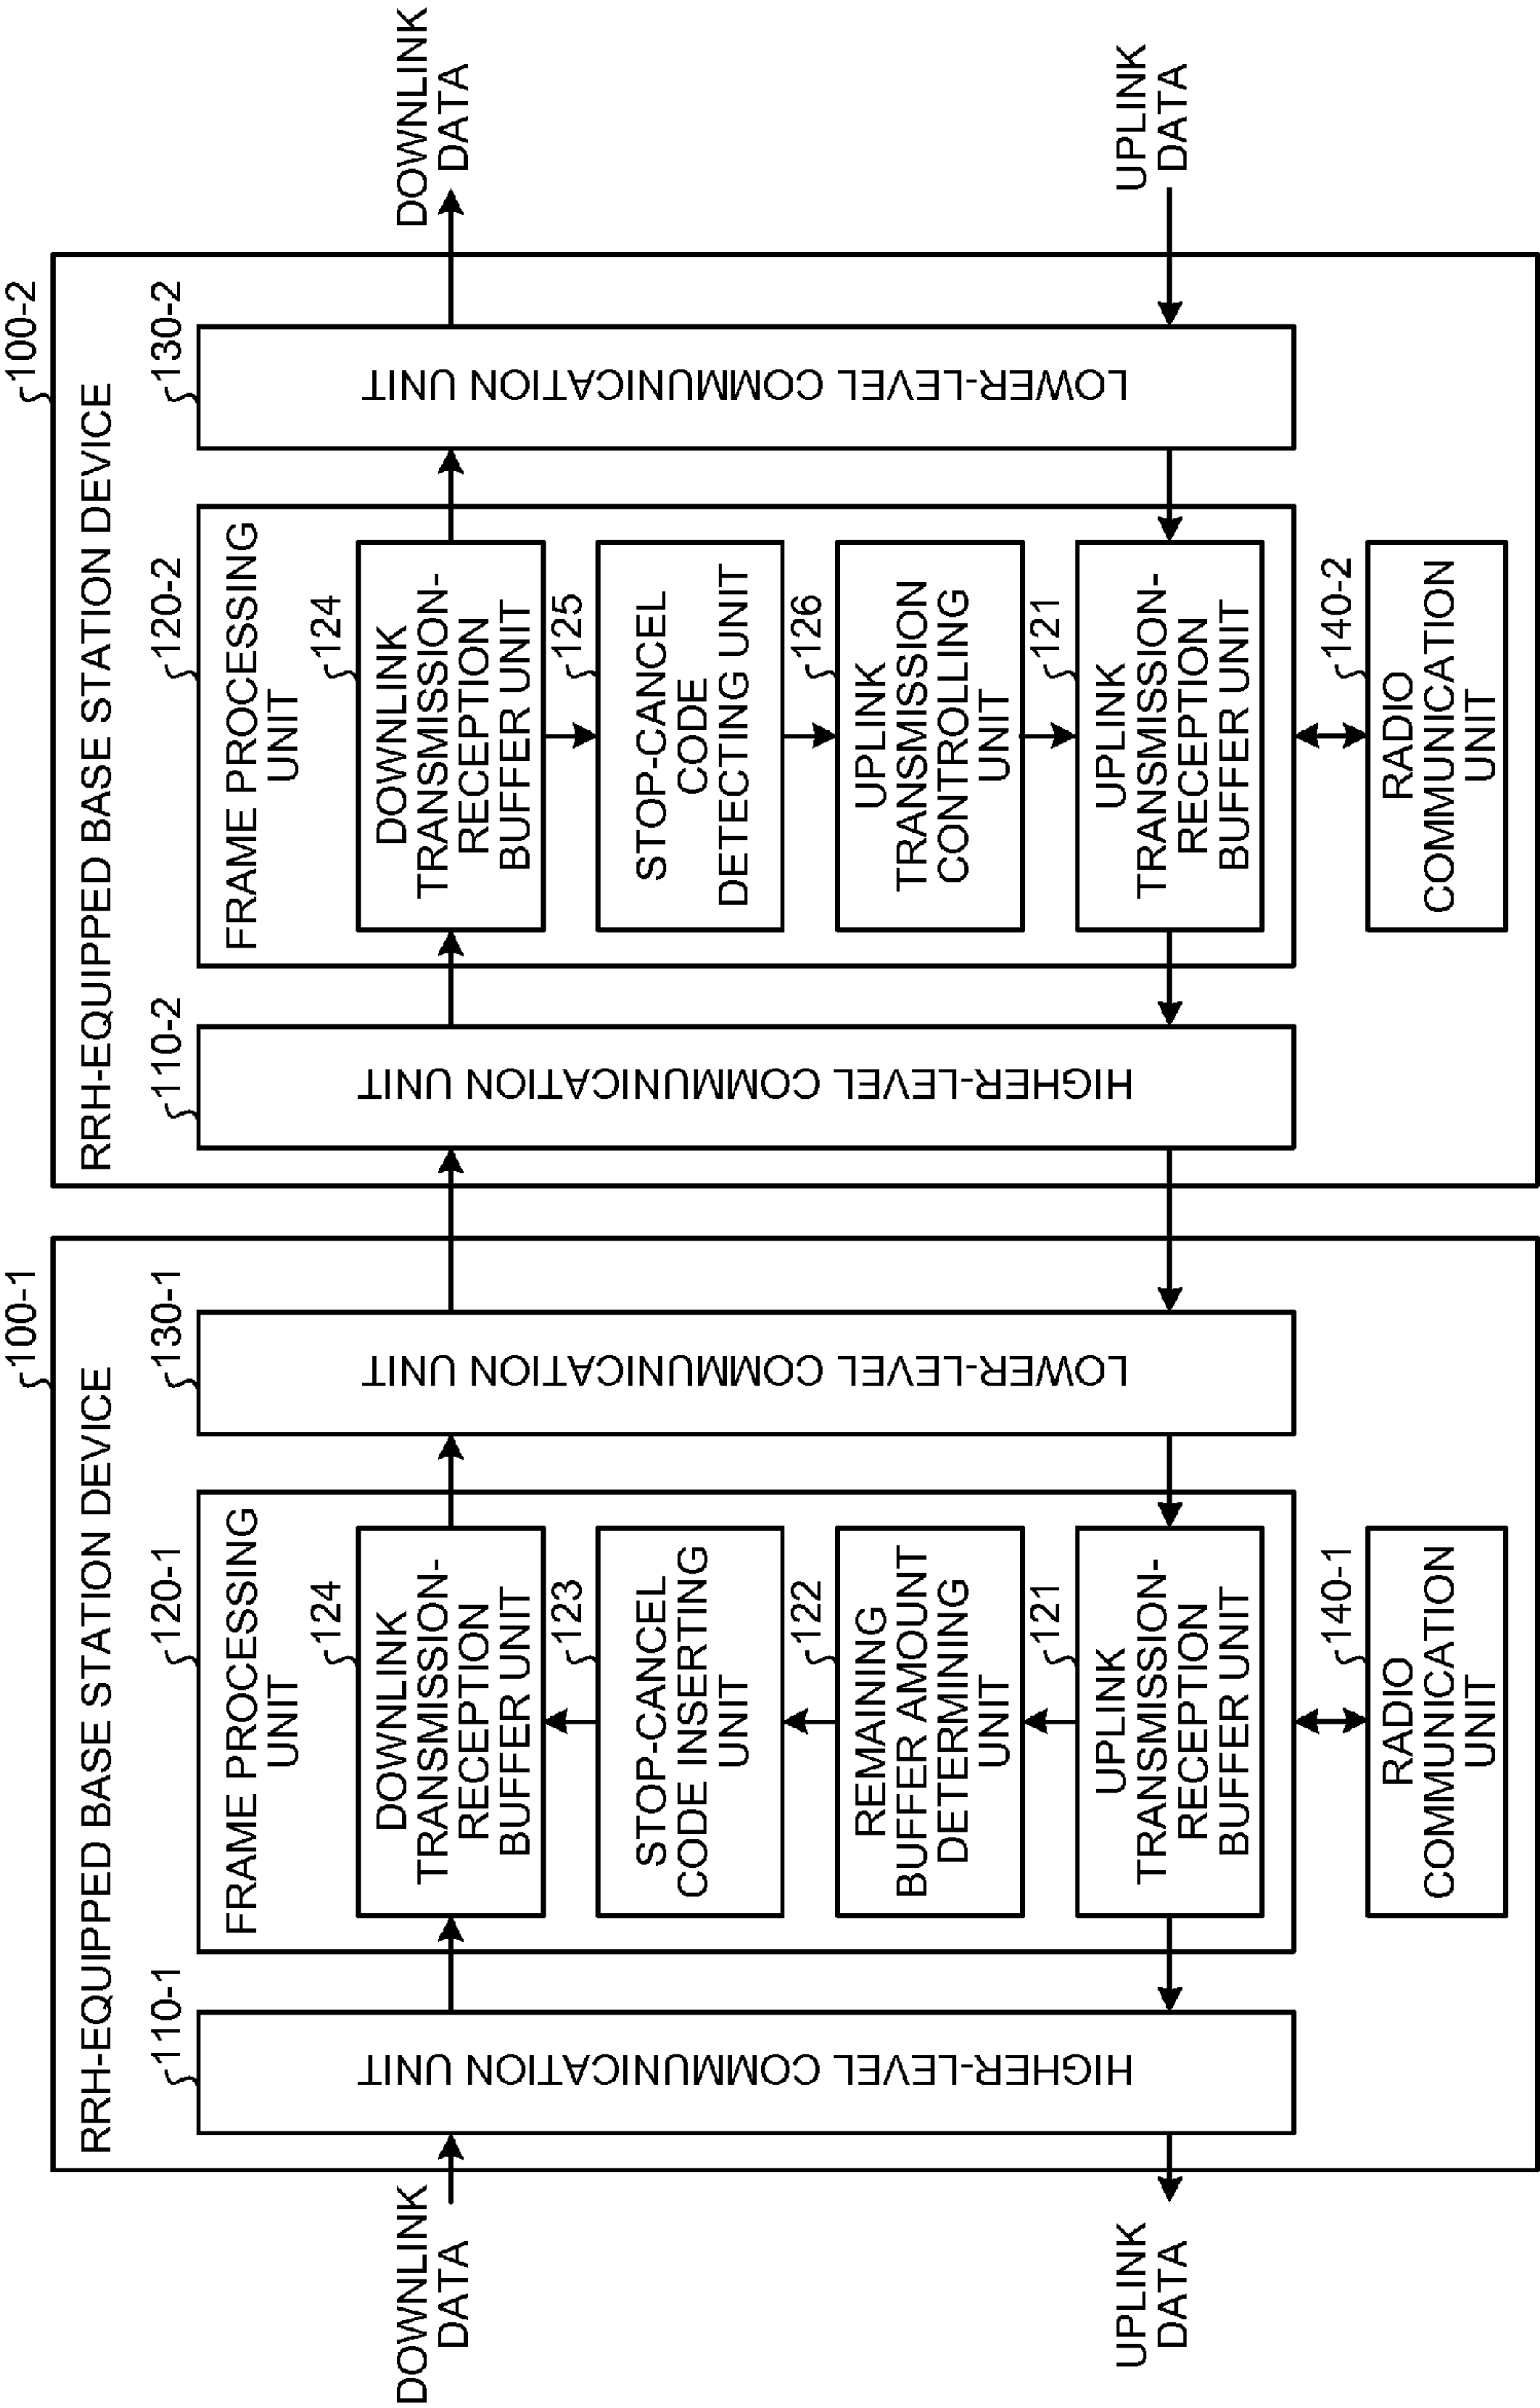 100-1
RRH-EQUIPPED BASE STATION DEVICE
110-1
120-1
130-1
HIGHER-LEVEL COMMUNICATION UNIT
FRAME PROCESSING
UNIT
124
DOWNLINK
TRANSMISSION-
RECEPTION
BUFFER UNIT
123
STOP-CANCEL
CODE INSERTING
UNIT
122
REMAINING
BUFFER AMOUNT
DETERMINING
UNIT
121
UPLINK
TRANSMISSION-
RECEPTION
BUFFER UNIT
LOWER-LEVEL COMMUNICATION UNIT
140-1
RADIO
COMMUNICATION
UNIT
DOWNLINK
DATA
UPLINK
DATA
100-2
RRH-EQUIPPED BASE STATION DEVICE
110-2
120-2
130-2
HIGHER-LEVEL COMMUNICATION UNIT
FRAME PROCESSING
UNIT
124
DOWNLINK
TRANSMISSION-
RECEPTION
BUFFER UNIT
125
STOP-CANCEL
CODE
DETECTING UNIT
126
UPLINK
TRANSMISSION
CONTROLLING
UNIT
121
UPLINK
TRANSMISSION-
RECEPTION
BUFFER UNIT
LOWER-LEVEL COMMUNICATION UNIT
140-2
RADIO
COMMUNICATION
UNIT
DOWNLINK
DATA
UPLINK
DATA